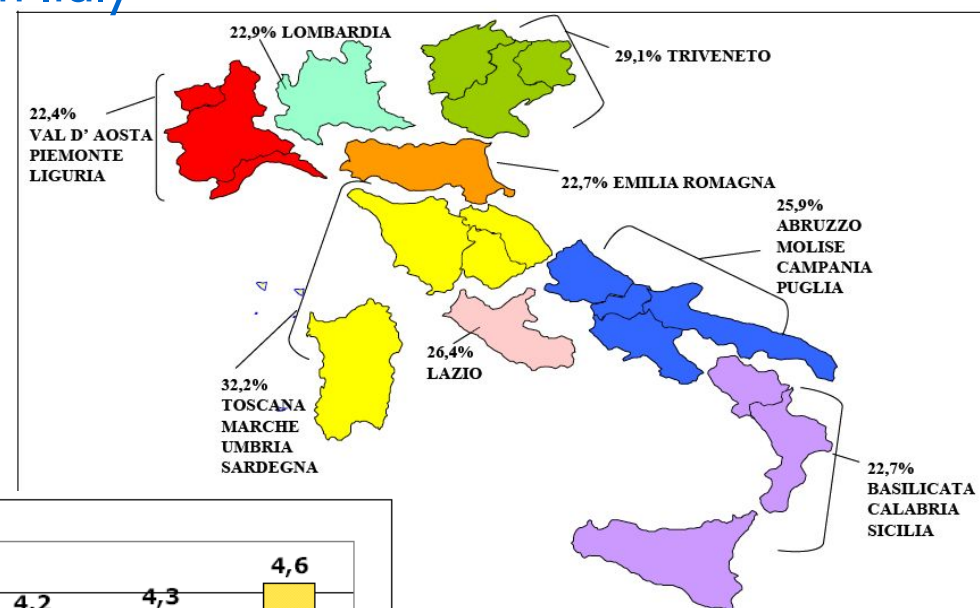 22,9% LOMBARDIA
29,1% TRIVENETO
22,4%
VAL D' AOSTA
PIEMONTE
LIGURIA
22,7% EMILIA ROMAGNA
25,9%
ABRUZZO
MOLISE
CAMPANIA
PUGLIA
26,4%
LAZIO
32,2%
TOSCANA
MARCHE
UMBRIA
SARDEGNA
22,7%
BASILICATA
CALABRIA
SICILIA
4,6
4,3
4,2